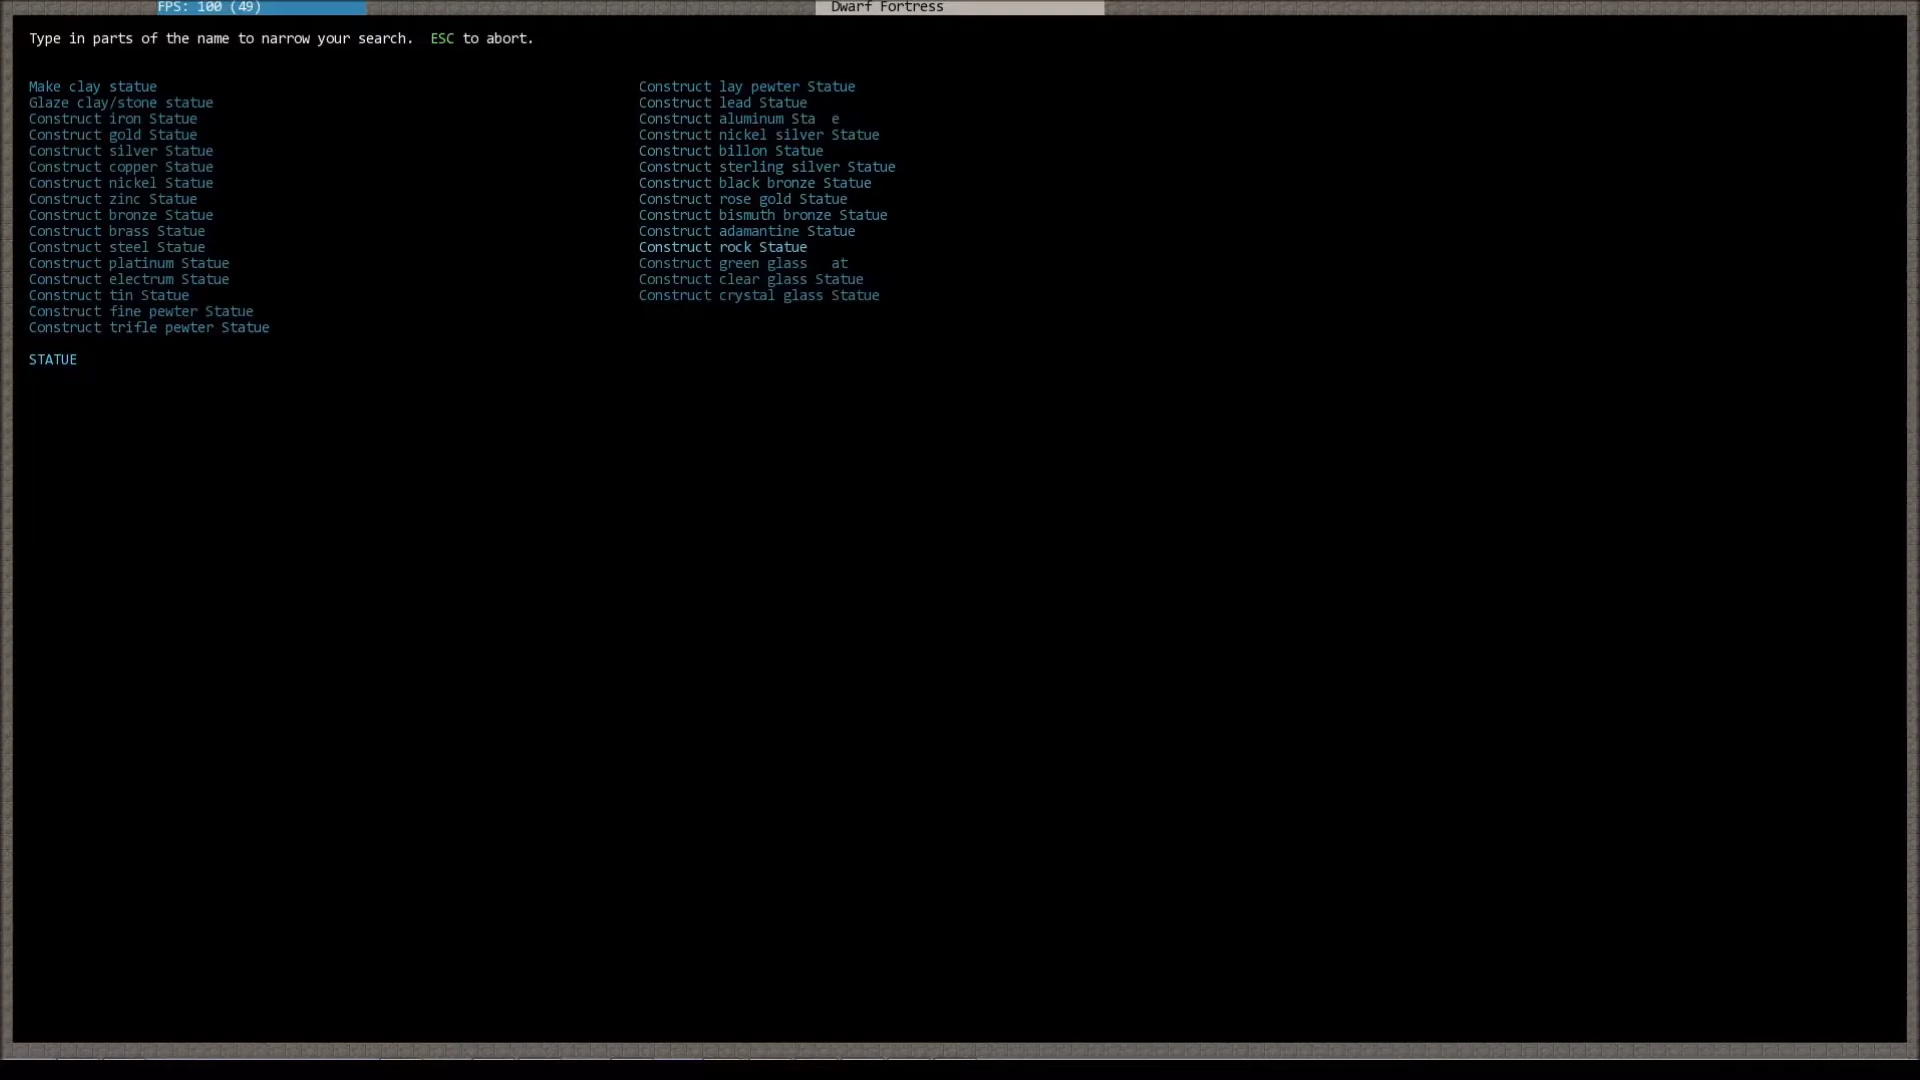 FPS: 100 (49)
Dwarf Fortress
Type in parts of the name to narrow your search. ESC to abort.
Make clay statue
Glaze clay/stone statue
Construct iron Statue
Construct gold Statue
Construct silver Statue
Construct copper Statue
Construct nickel Statue
Construct zinc Statue
Construct bronze Statue
Construct brass Statue
Construct steel Statue
Construct platinum Statue
Construct electrum Statue
Construct tin Statue
Construct fine pewter Statue
Construct trifle pewter Statue
Construct lay pewter Statue
Construct lead Statue
Construct aluminum Sta e
Construct nickel silver Statue
Construct billon Statue
Construct sterling silver Statue
Construct black bronze Statue
Construct rose gold Statue
Construct bismuth bronze Statue
Construct adamantine Statue
Construct rock Statue
Construct green glass at
Construct clear glass Statue
Construct crystal glass Statue
STATUE